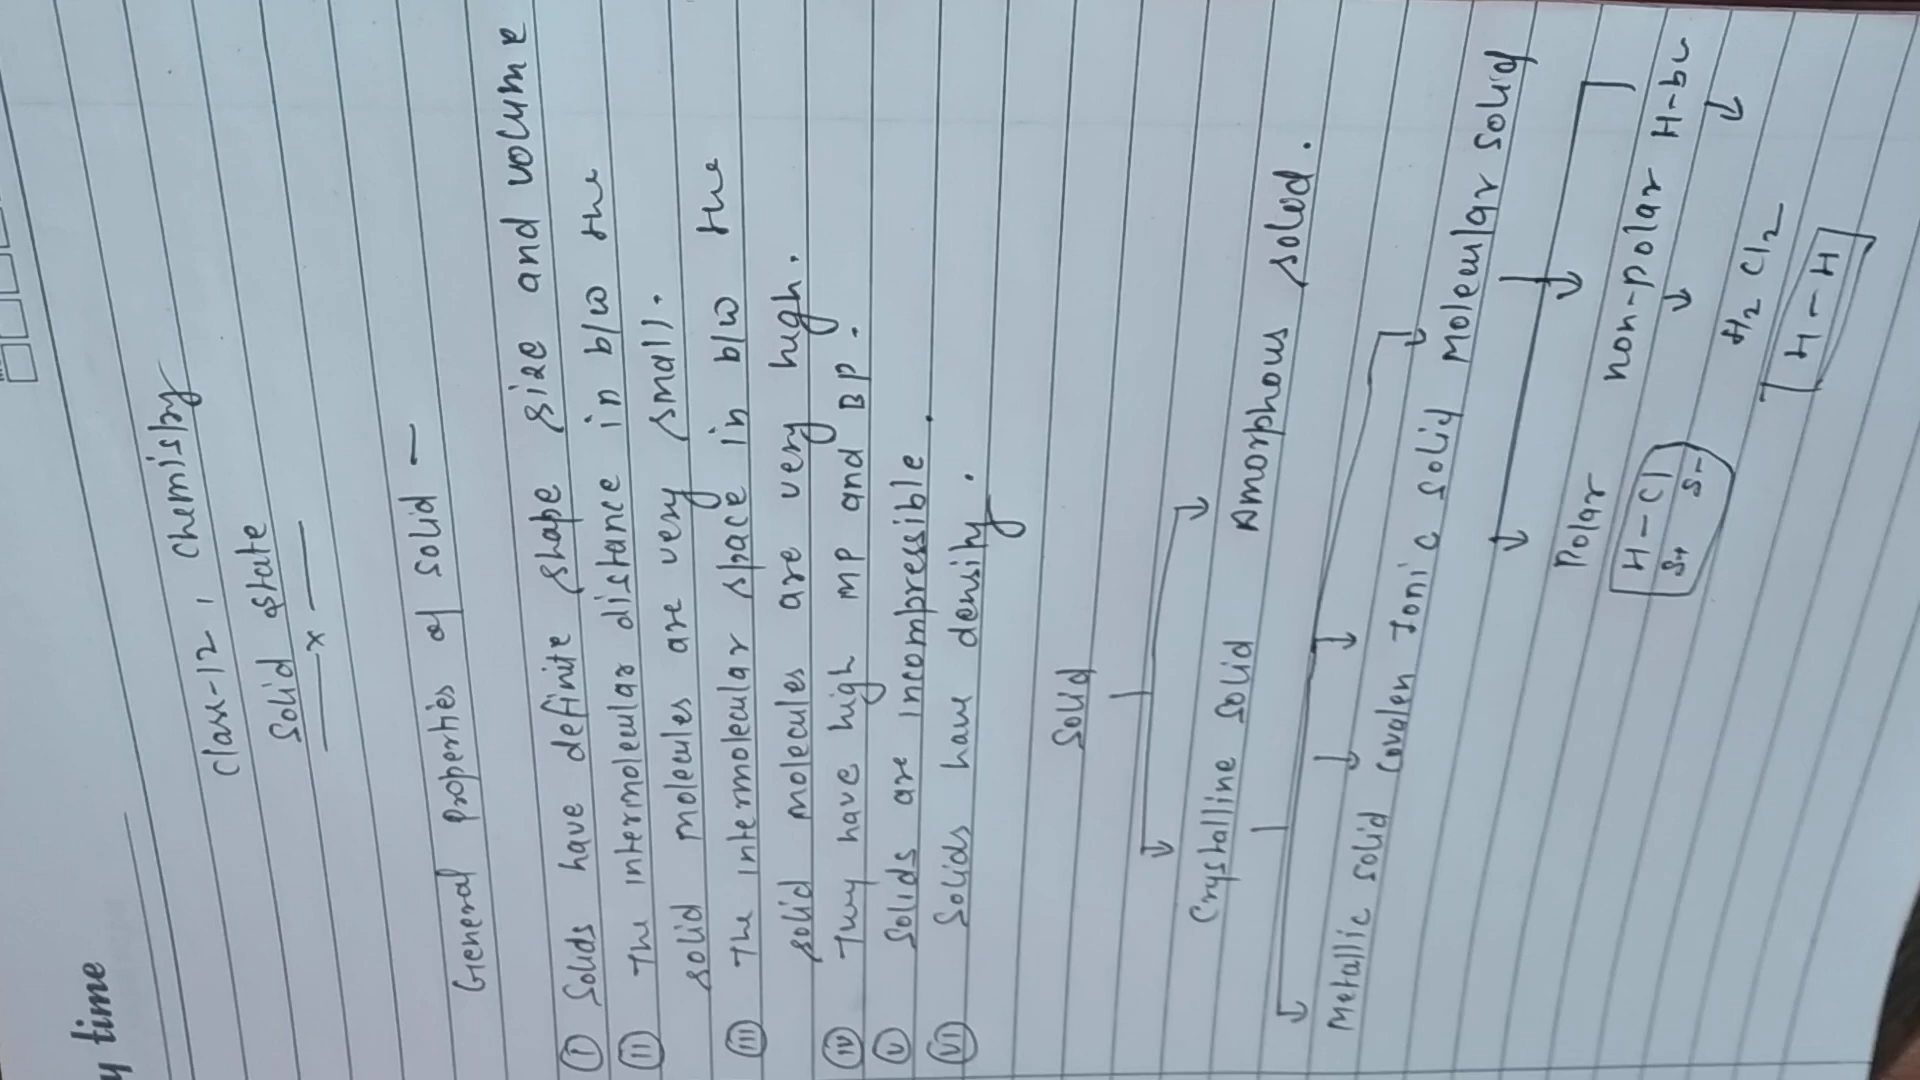 y time
Class-12, Chemistry
Solid state
—x—
General properties of solid -
(i) Solids have definite shape size and volume
(ii) The intermolecular distance in b/w the
solid molecules are very small.
(iii) The intermolecular space in b/w the
solid molecules are very high.
(iv) They have high MP and BP.
(v) Solids are incompressible.
(vi) Solids have density.
Solid
Crystalline solid Amorphous solid.
Metallic solid Covalen Ionic solid Molecular solid
Polar non-polar H-bu
H-Cl
S+ S-
H2 Cl2
H-H